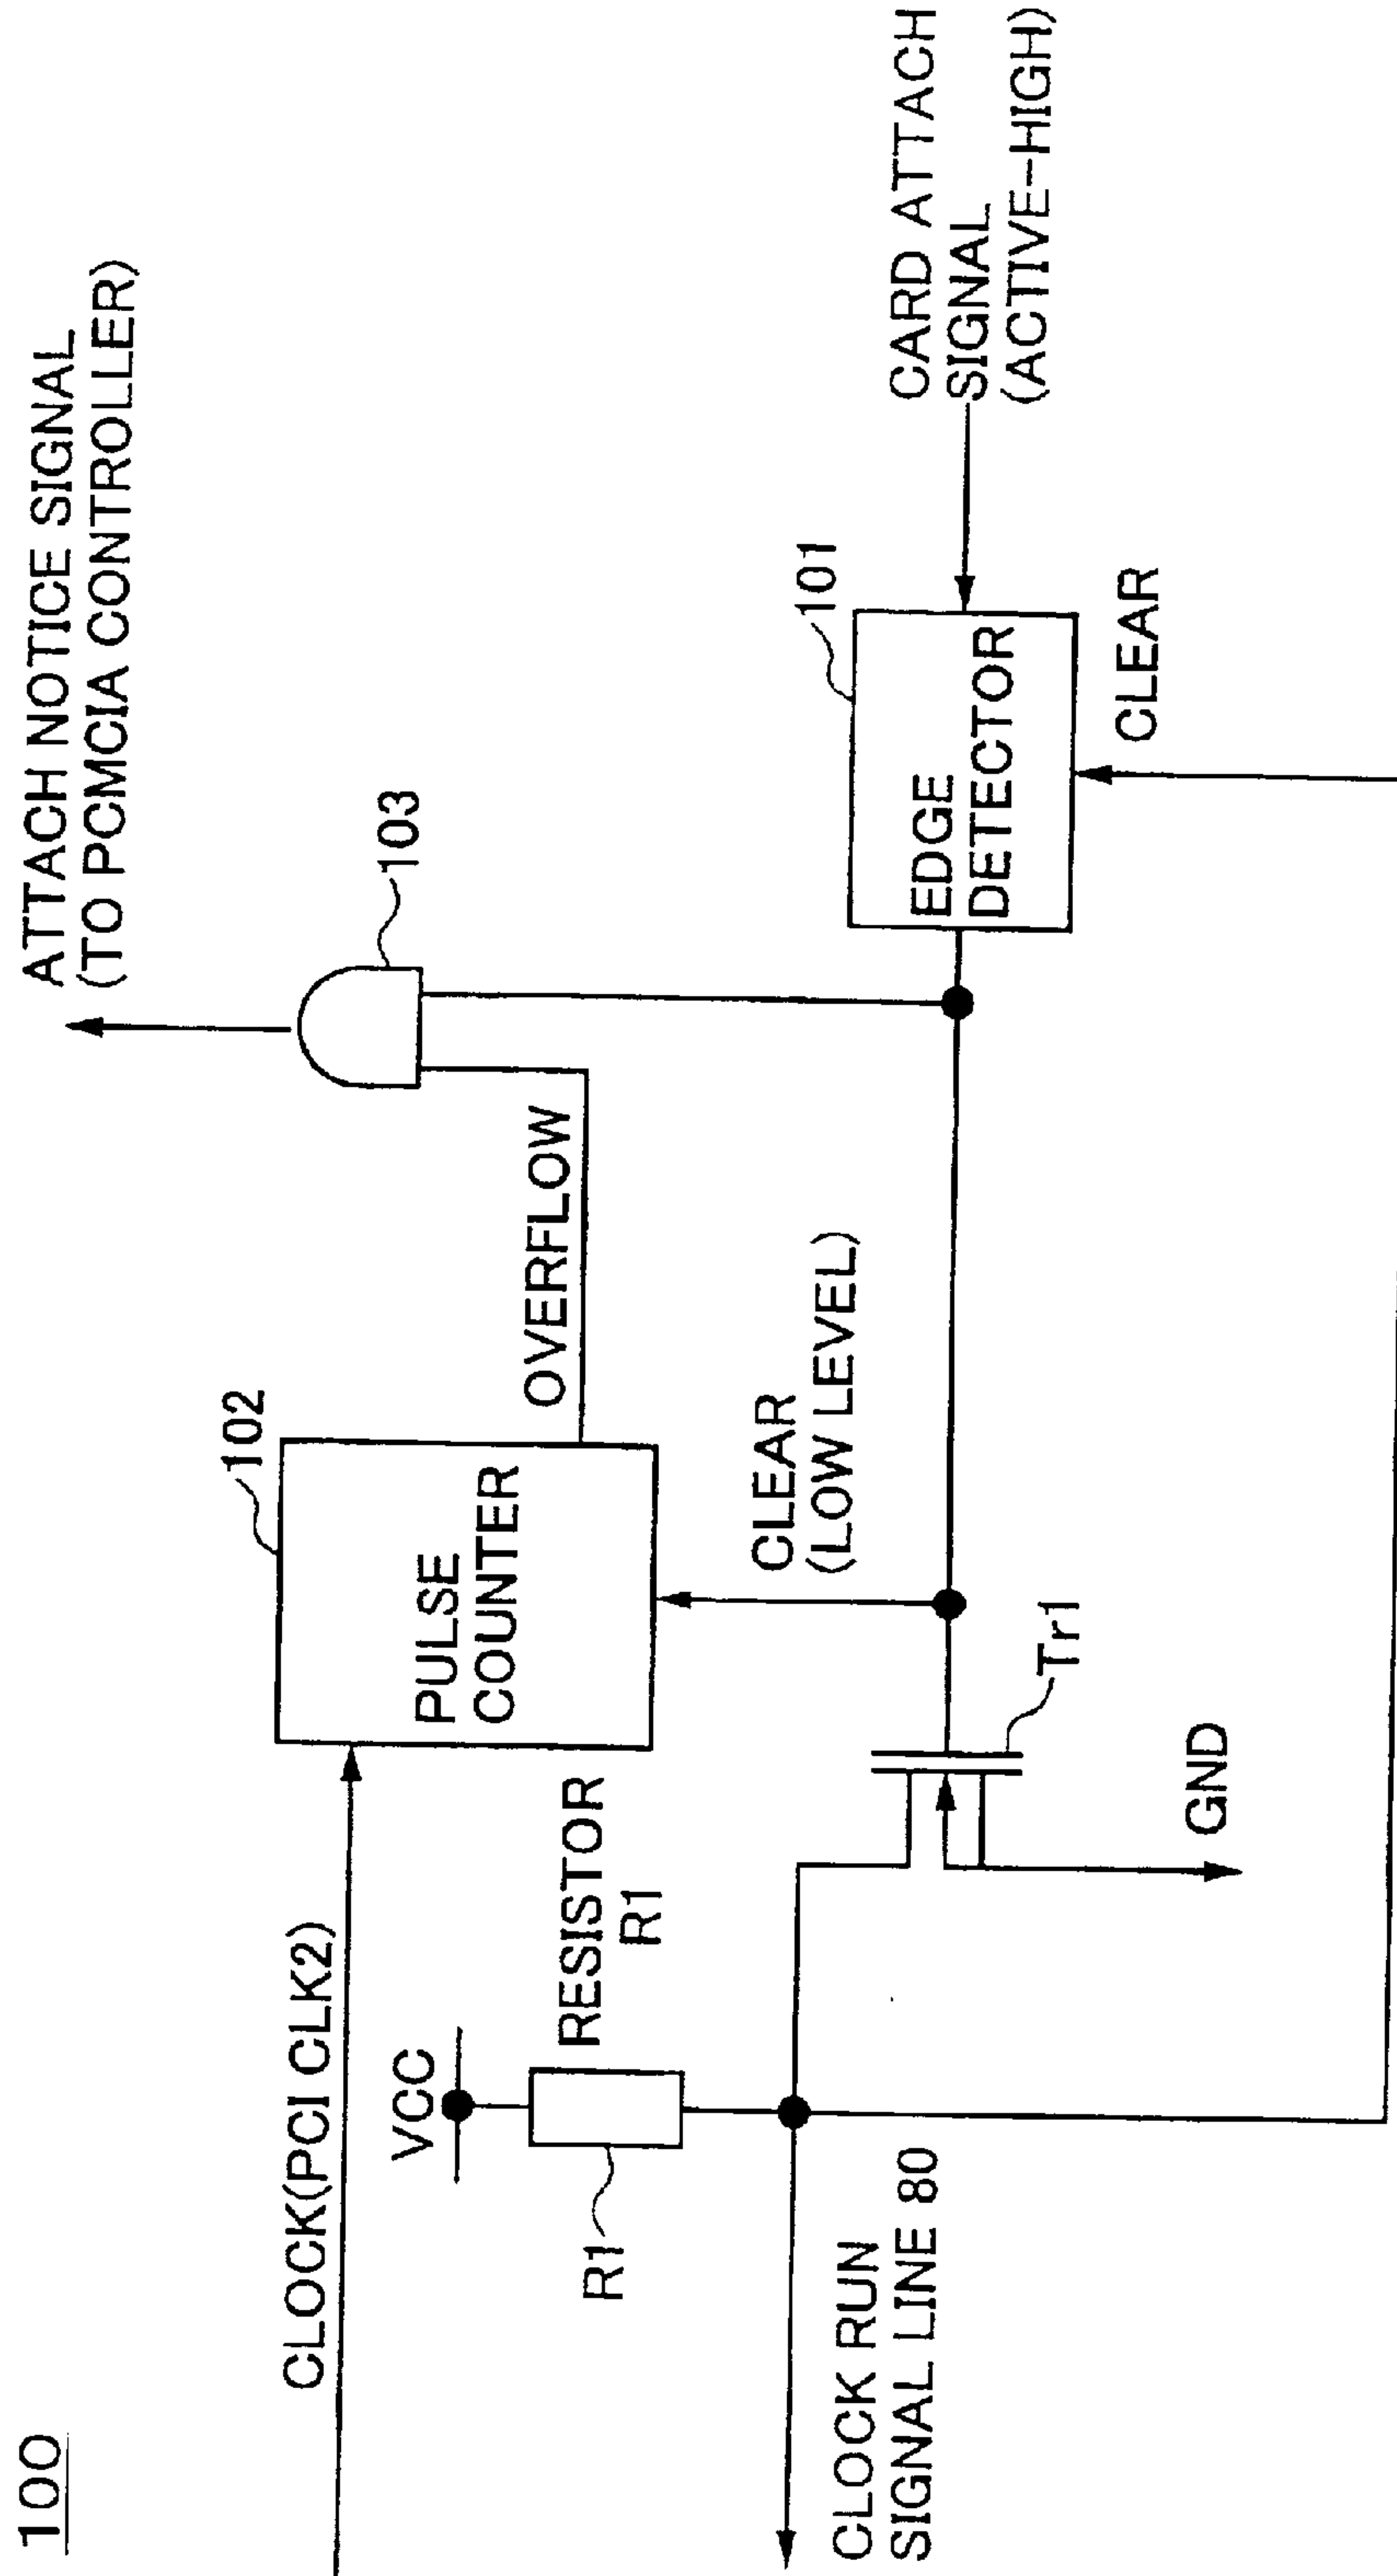 100
ATTACH NOTICE SIGNAL
(TO PCMCIA CONTROLLER)
CLOCK(PCI CLK2)
102
PULSE
COUNTER
OVERFLOW
103
VCC
R1
RESISTOR
R1
CLEAR
(LOW LEVEL)
101
EDGE
DETECTOR
CARD ATTACH
SIGNAL
(ACTIVE-HIGH)
CLOCK RUN
SIGNAL LINE 80
Tr1
GND
CLEAR